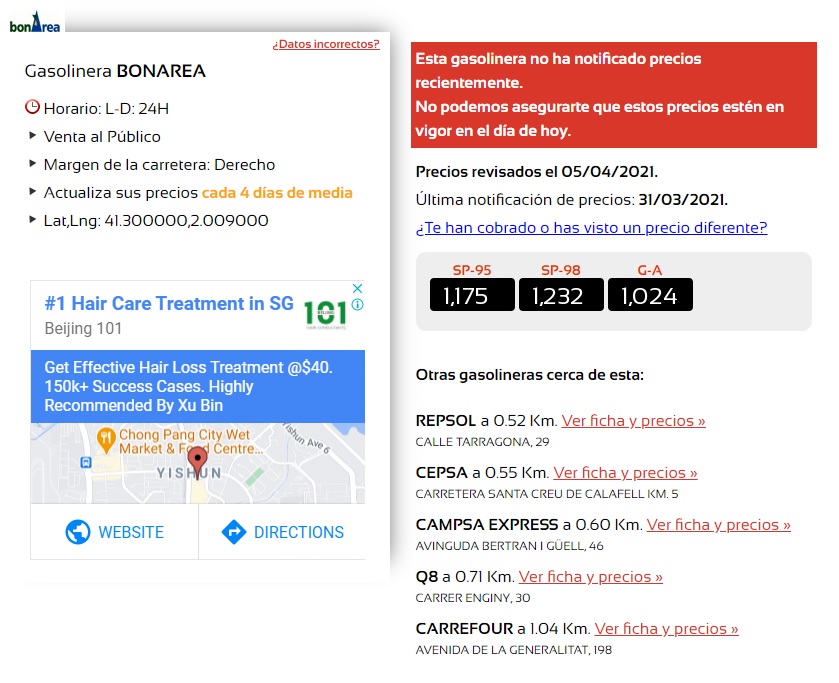 bonArea
¿Datos incorrectos?
Gasolinera BONAREA
Horario: L-D: 24H
Venta al Público
Margen de la carretera: Derecho
Actualiza sus precios cada 4 días de media
Lat,Lng: 41.300000,2.009000
#1 Hair Care Treatment in SG
Beijing 101
101
Get Effective Hair Loss Treatment @$40.
150k+ Success Cases. Highly
Recommended By Xu Bin
Chong Pang City Wet
Market & Food Centre...
Yishun Ave 6
YISHUN
WEBSITE
DIRECTIONS
Esta gasolinera no ha notificado precios
recientemente.
No podemos asegurarte que estos precios estén en
vigor en el día de hoy.
Precios revisados el 05/04/2021.
Última notificación de precios: 31/03/2021.
¿Te han cobrado o has visto un precio diferente?
SP-95 SP-98 G-A
1,175 1,232 1,024
Otras gasolineras cerca de esta:
REPSOL a 0.52 Km. Ver ficha y precios »
CALLE TARRAGONA, 29
CEPSA a 0.55 Km. Ver ficha y precios »
CARRETERA SANTA CREU DE CALAFELL KM. 5
CAMPSA EXPRESS a 0.60 Km. Ver ficha y precios »
AVINGUDA BERTRAN I GÜELL, 46
Q8 a 0.71 Km. Ver ficha y precios »
CARRER ENGINY, 30
CARREFOUR a 1.04 Km. Ver ficha y precios »
AVENIDA DE LA GENERALITAT, 198